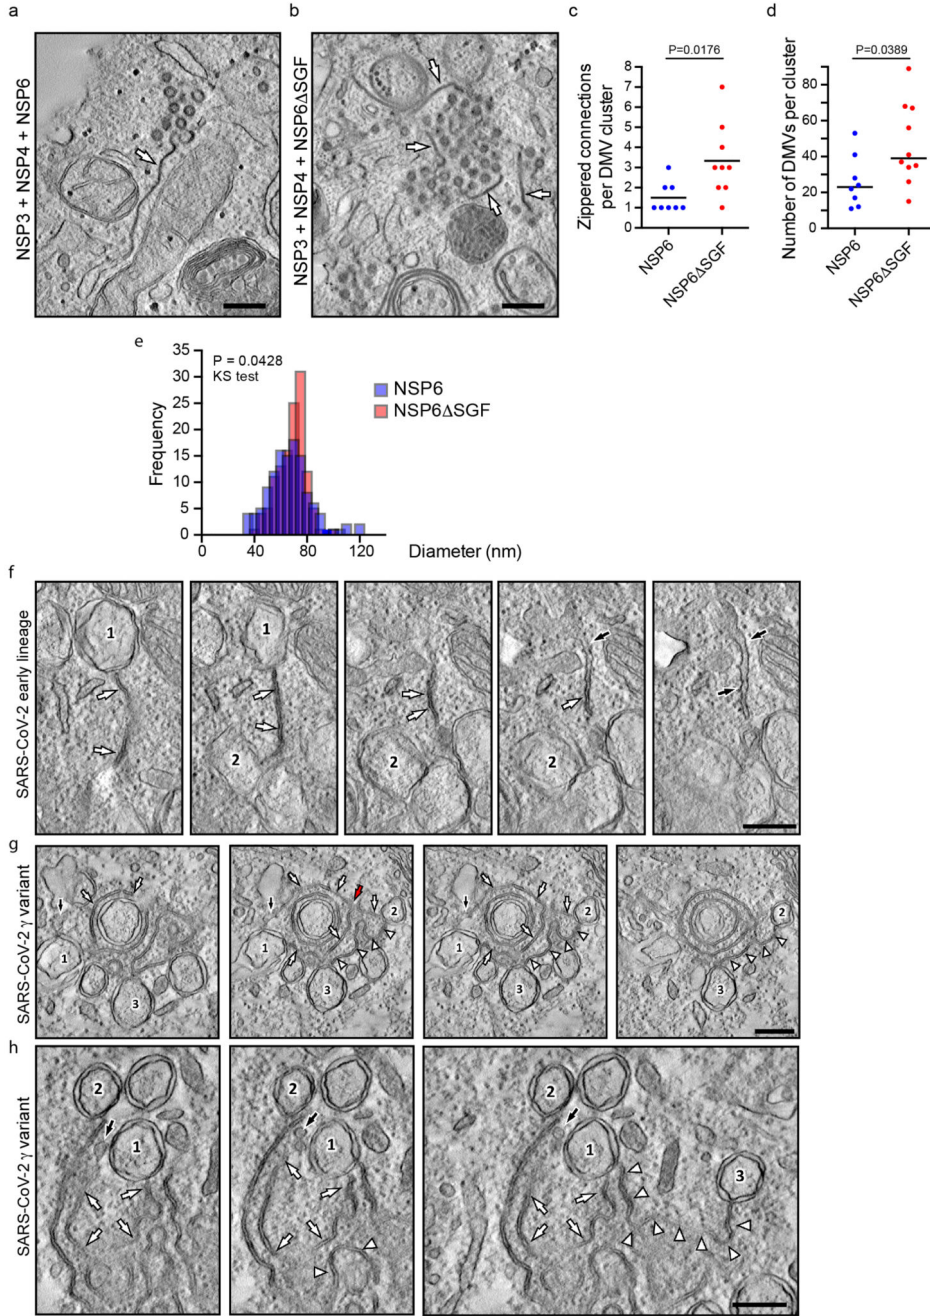 a
b
c
d
NSP3 + NSP4 + NSP6
NSP3 + NSP4 + NSP6ΔSGF
P=0.0176
Zippered connections
per DMV cluster
8
7
6
5
4
3
2
1
0
NSP6
NSP6ΔSGF
P=0.0389
Number of DMVs per cluster
80
60
40
20
0
NSP6
NSP6ΔSGF
e
P = 0.0428
KS test
Frequency
35
30
25
20
15
10
5
0
0
40
80
120
Diameter (nm)
NSP6
NSP6ΔSGF
f
SARS-CoV-2 early lineage
1
1
2
2
2
g
SARS-CoV-2 γ variant
1
3
1
2
3
1
2
3
2
3
h
SARS-CoV-2 γ variant
2
1
2
1
2
1
3